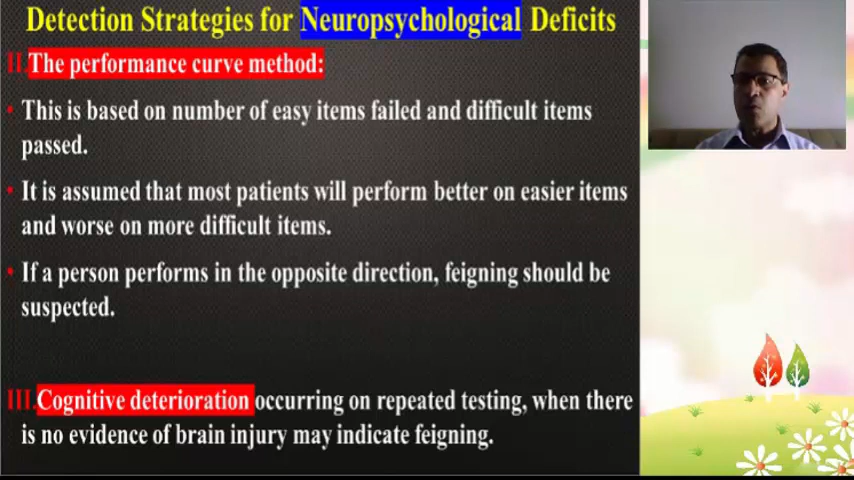 Detection Strategies for Neuropsychological Deficits
II.The performance curve method:
• This is based on number of easy items failed and difficult items
passed.
• It is assumed that most patients will perform better on easier items
and worse on more difficult items.
• If a person performs in the opposite direction, feigning should be
suspected.
III.Cognitive deterioration occurring on repeated testing, when there
is no evidence of brain injury may indicate feigning.